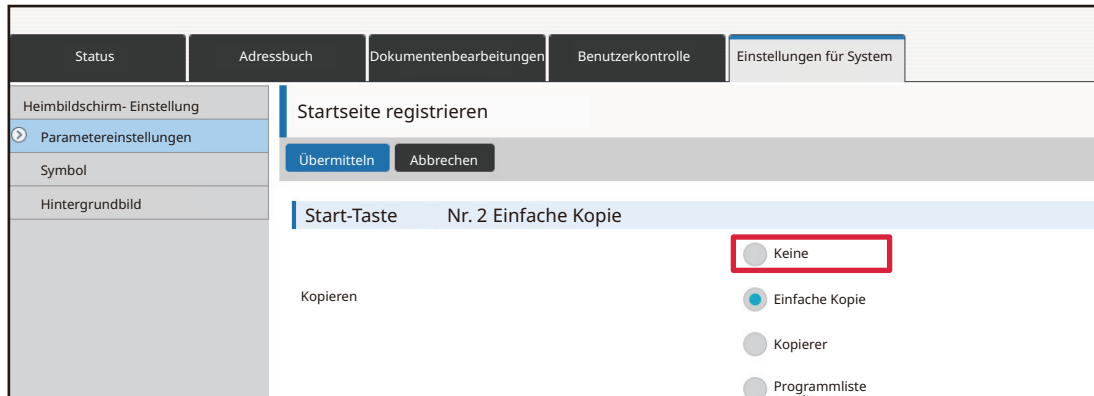 Status Adressbuch Dokumentenbearbeitungen Benutzerkontrolle Einstellungen für System
Heimbildschirm- Einstellung
Parametereinstellungen
Symbol
Hintergrundbild
Startseite registrieren
Übermitteln Abbrechen
Start-Taste Nr. 2 Einfache Kopie
Keine
Kopieren Einfache Kopie
Kopierer
Programmliste